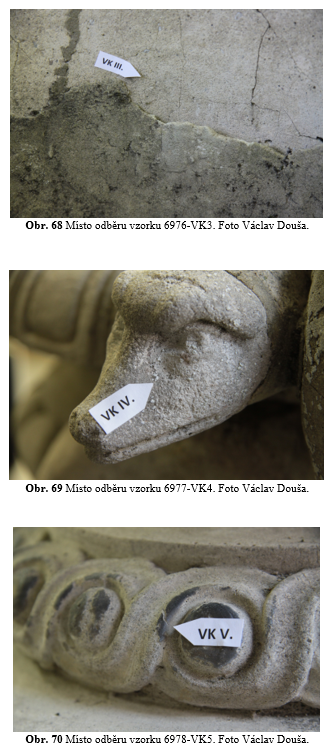 VK III.
Obr. 68 Místo odběru vzorku 6976-VK3. Foto Václav Douša.
VK IV.
Obr. 69 Místo odběru vzorku 6977-VK4. Foto Václav Douša.
VK V.
Obr. 70 Místo odběru vzorku 6978-VK5. Foto Václav Douša.